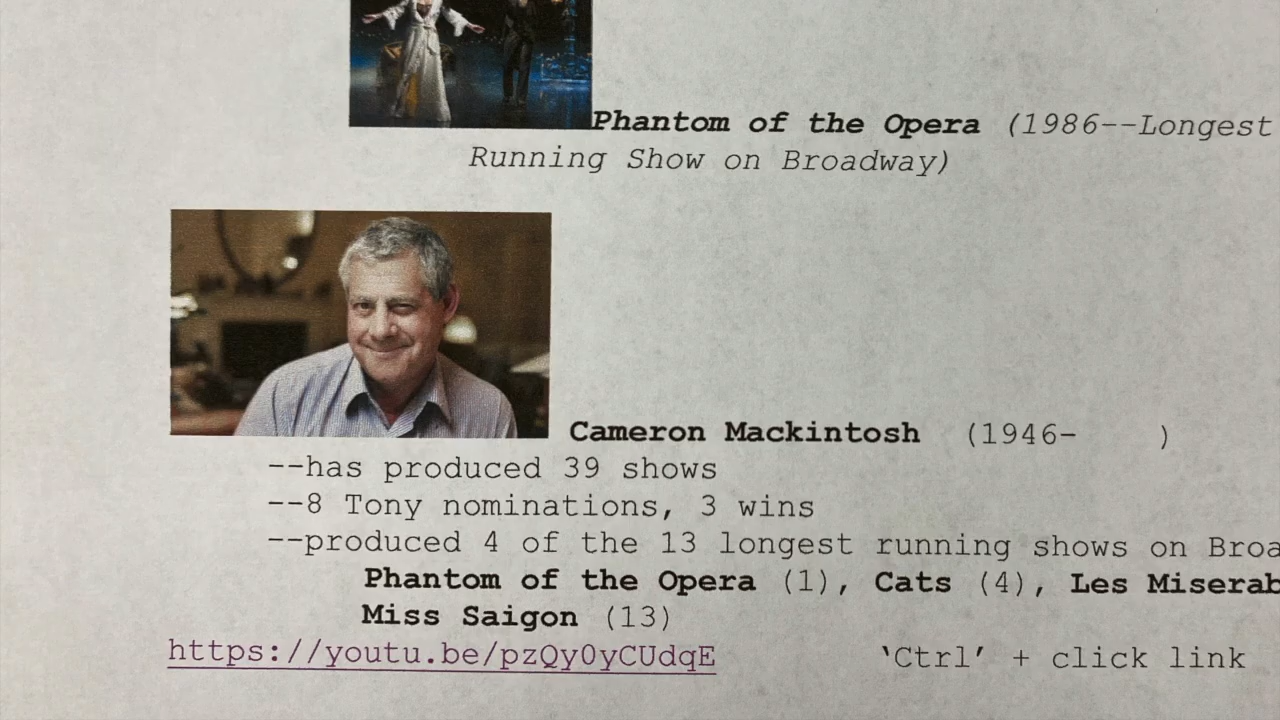 Phantom of the Opera (1986--Longest
Running Show on Broadway)
Cameron Mackintosh (1946- )
--has produced 39 shows
--8 Tony nominations, 3 wins
--produced 4 of the 13 longest running shows on
Phantom of the Opera (1), Cats (4), Les
Miss Saigon (13)
https://youtu.be/pzQy0yCUdqE 'Ctrl' + click link